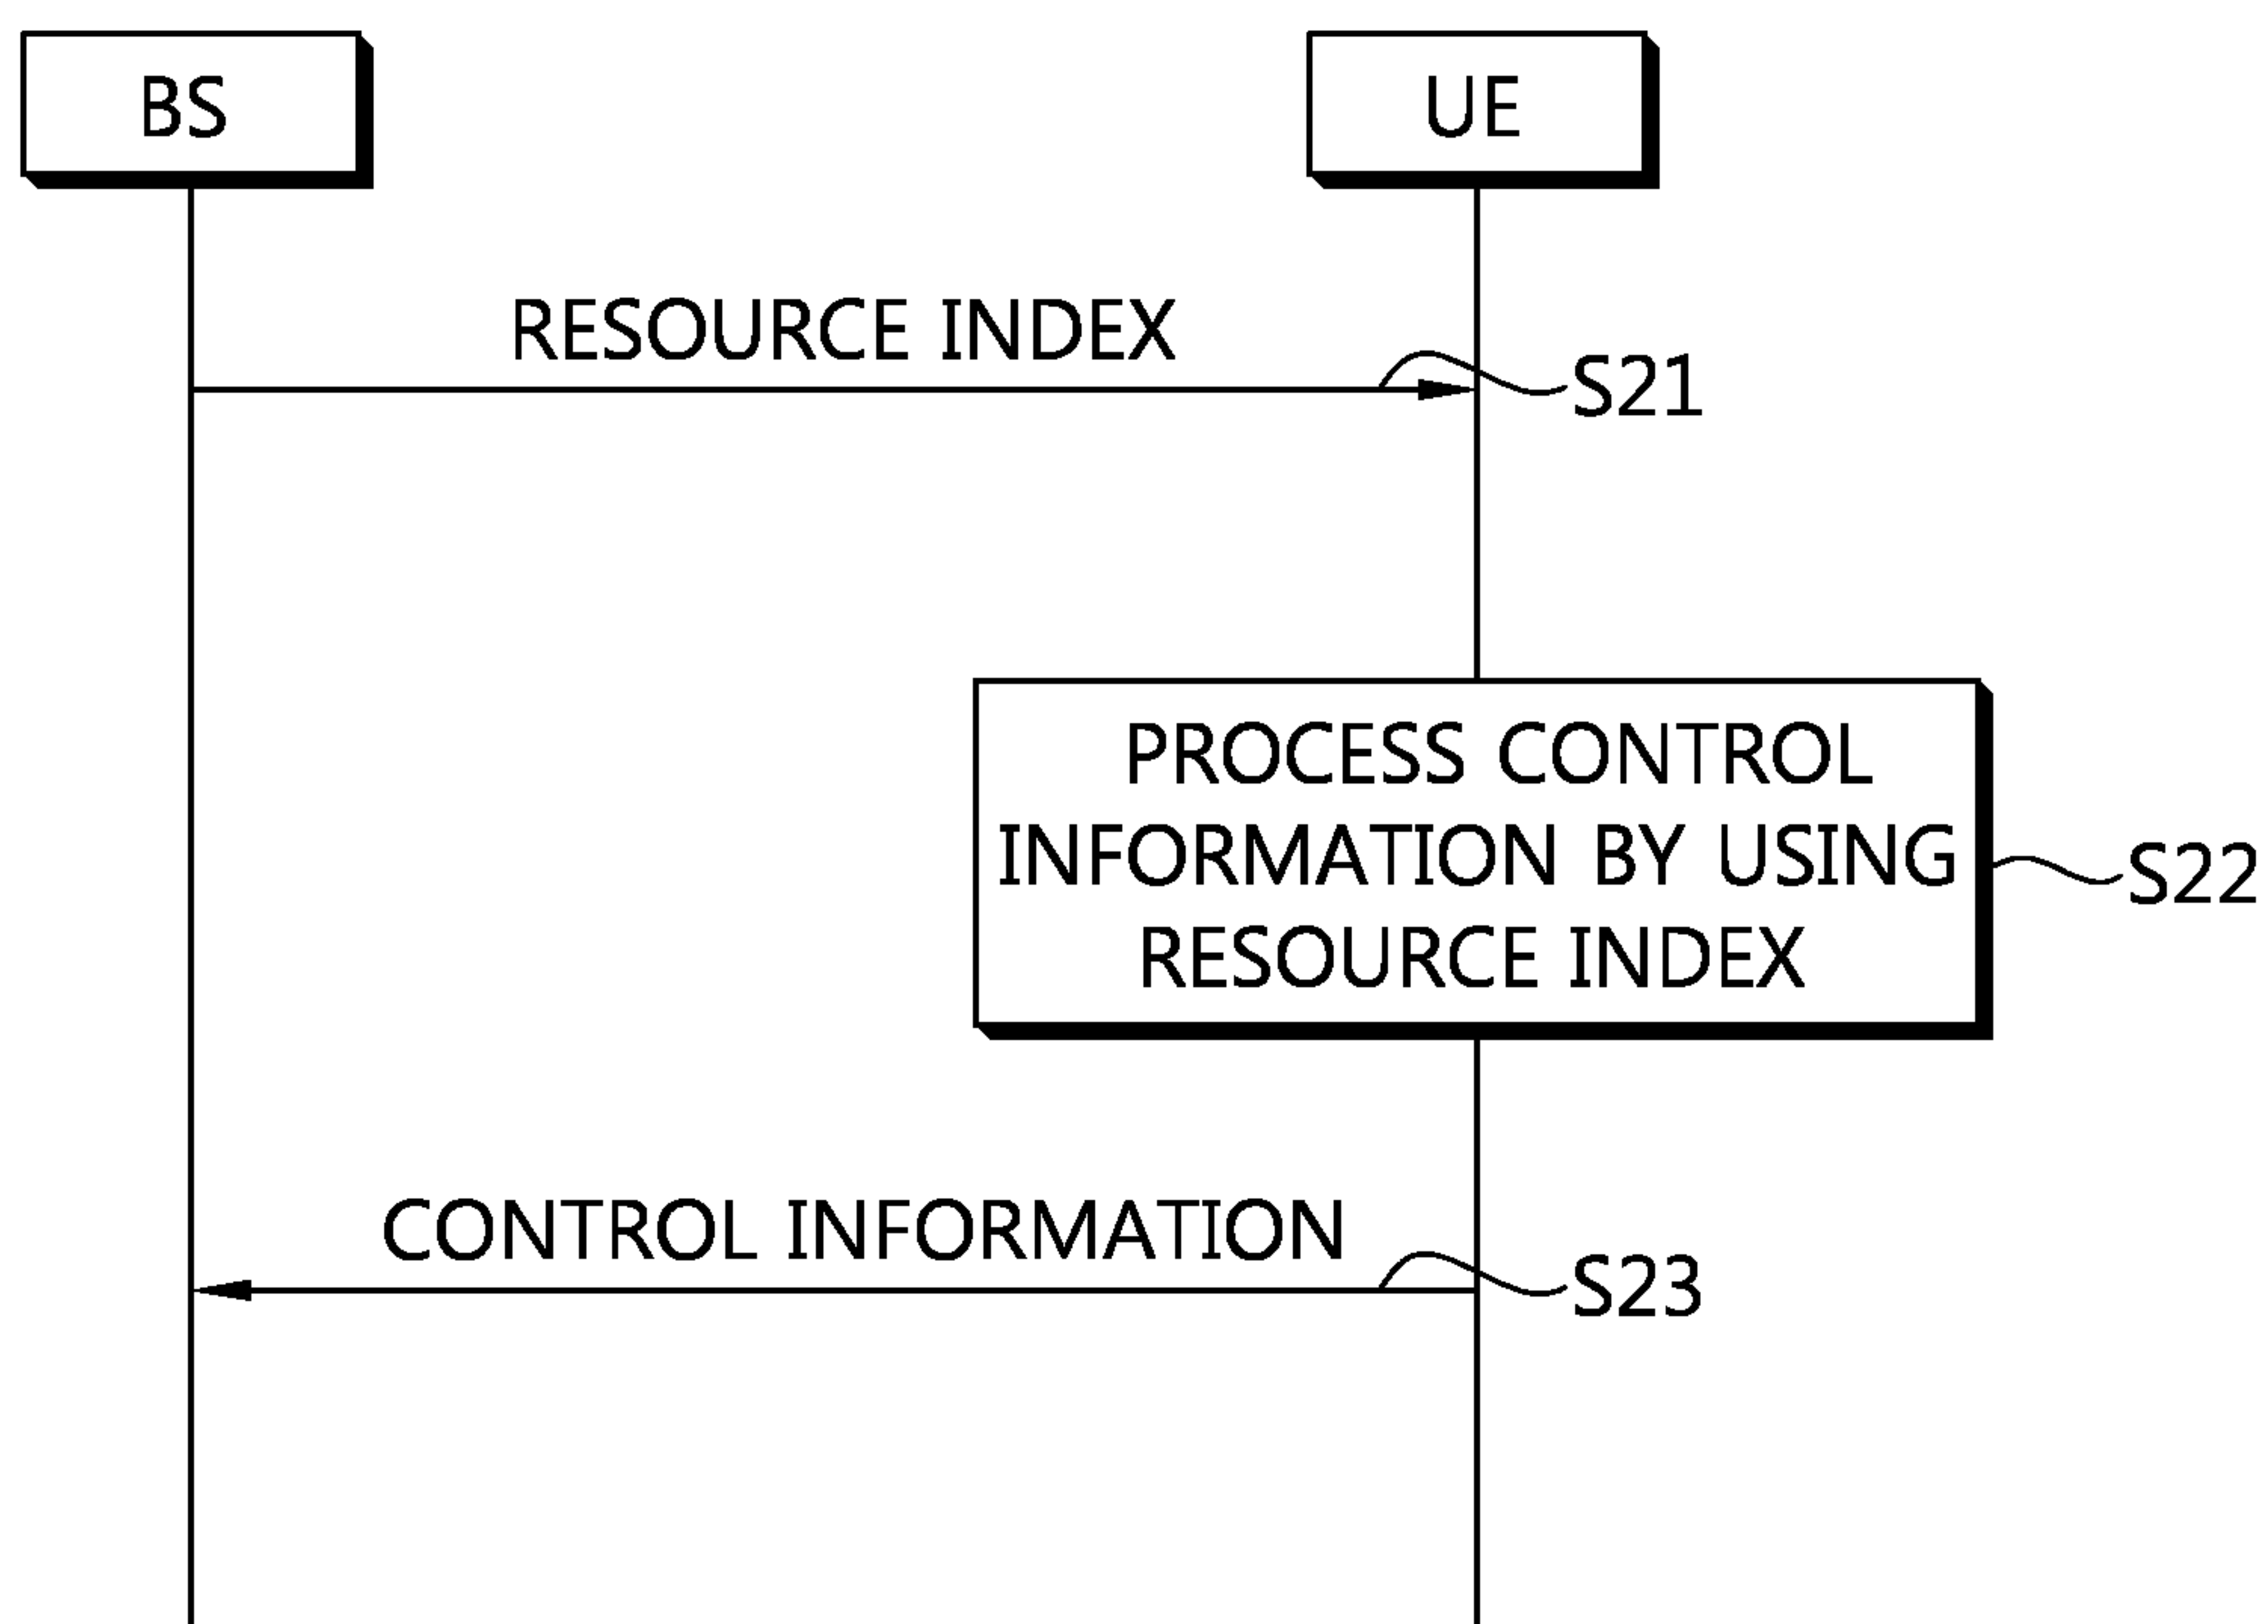 BS
UE
RESOURCE INDEX
S21
PROCESS CONTROL
INFORMATION BY USING
RESOURCE INDEX
S22
CONTROL INFORMATION
S23